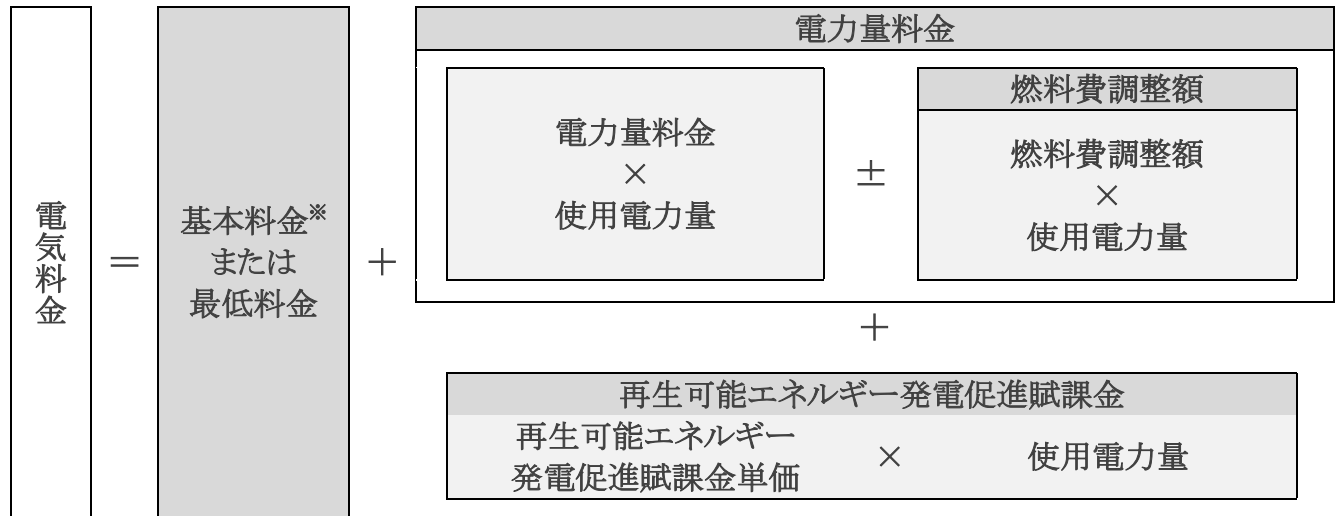 電気料金
＝
基本料金※
または
最低料金
＋
電力量料金
電力量料金
×
使用電力量
±
燃料費調整額
燃料費調整額
×
使用電力量
＋
再生可能エネルギー発電促進賦課金
再生可能エネルギー
発電促進賦課金単価
×
使用電力量